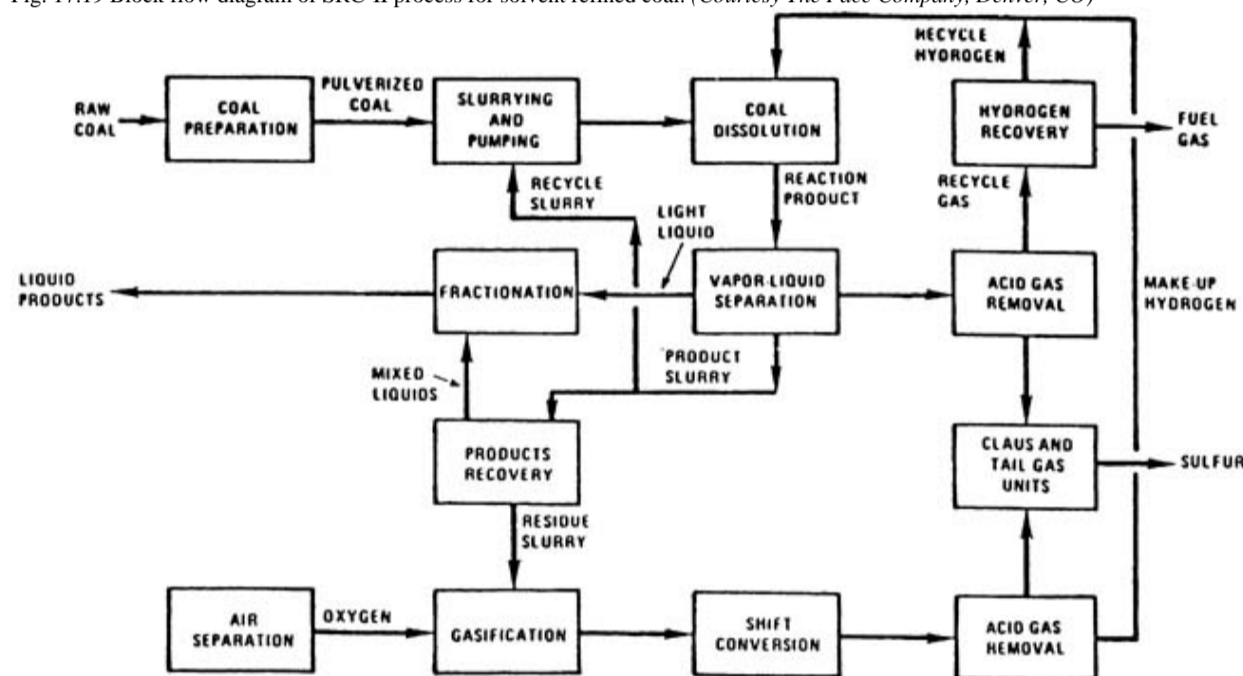 Fig. 17.19 Block flow diagram of SRC-II process for solvent refined coal. (Courtesy The Pace Company, Denver, CO)
RAW
COAL
COAL
PREPARATION
PULVERIZED
COAL
SLURRYING
AND
PUMPING
COAL
DISSOLUTION
RECYCLE
HYDROGEN
HYDROGEN
RECOVERY
FUEL
GAS
RECYCLE
SLURRY
REACTION
PRODUCT
RECYCLE
GAS
LIGHT
LIQUID
LIQUID
PRODUCTS
FRACTIONATION
VAPOR-LIQUID
SEPARATION
ACID GAS
REMOVAL
MAKE-UP
HYDROGEN
MIXED
LIQUIDS
PRODUCT
SLURRY
PRODUCTS
RECOVERY
CLAUS AND
TAIL GAS
UNITS
SULFUR
RESIDUE
SLURRY
AIR
SEPARATION
OXYGEN
GASIFICATION
SHIFT
CONVERSION
ACID GAS
REMOVAL